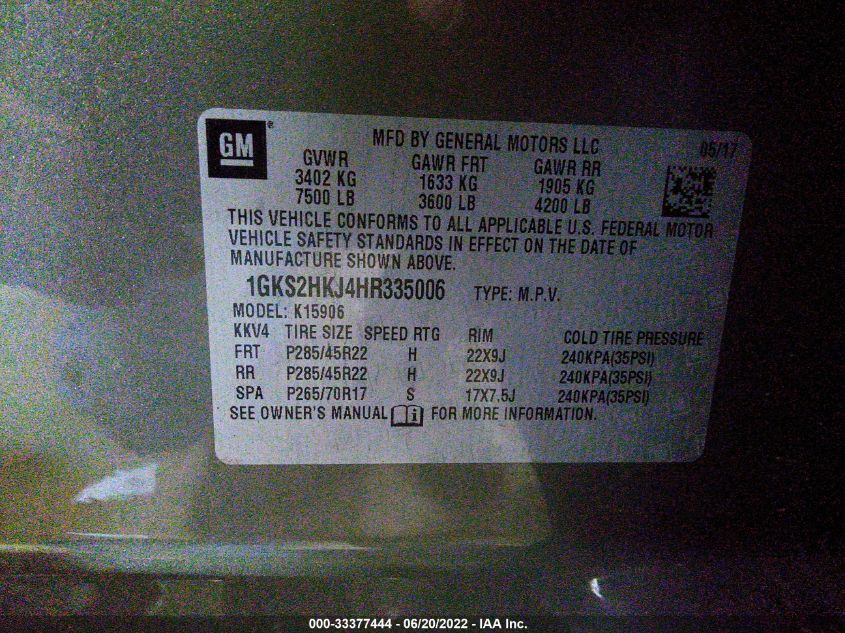 GM®
MFD BY GENERAL MOTORS LLC 05/17
GVWR GAWR FRT GAWR RR
3402 KG 1633 KG 1905 KG
7500 LB 3600 LB 4200 LB
THIS VEHICLE CONFORMS TO ALL APPLICABLE U.S. FEDERAL MOTOR
VEHICLE SAFETY STANDARDS IN EFFECT ON THE DATE OF
MANUFACTURE SHOWN ABOVE.
1GKS2HKJ4HR335006 TYPE: M.P.V.
MODEL: K15906
KKV4 TIRE SIZE SPEED RTG RIM COLD TIRE PRESSURE
FRT P285/45R22 H 22X9J 240KPA(35PSI)
RR P285/45R22 H 22X9J 240KPA(35PSI)
SPA P265/70R17 S 17X7.5J 240KPA(35PSI)
SEE OWNER'S MANUAL FOR MORE INFORMATION.
000-33377444 - 06/20/2022 - IAA Inc.